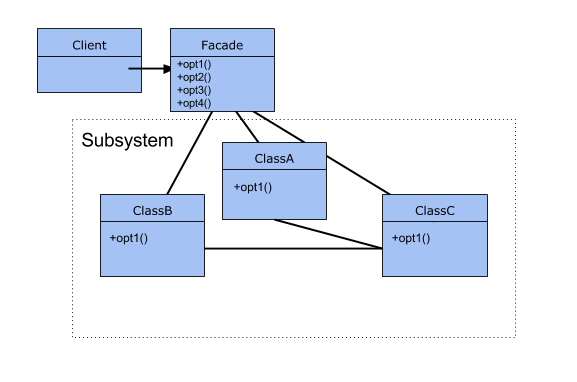 Client
Facade
+opt1()
+opt2()
+opt3()
+opt4()
Subsystem
ClassA
+opt1()
ClassB
+opt1()
ClassC
+opt1()